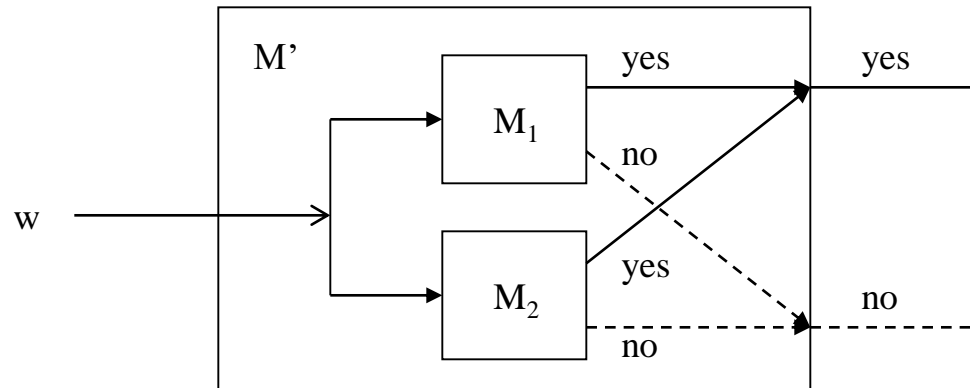 M’
yes
yes
M₁
no
w
yes
M₂
no
no